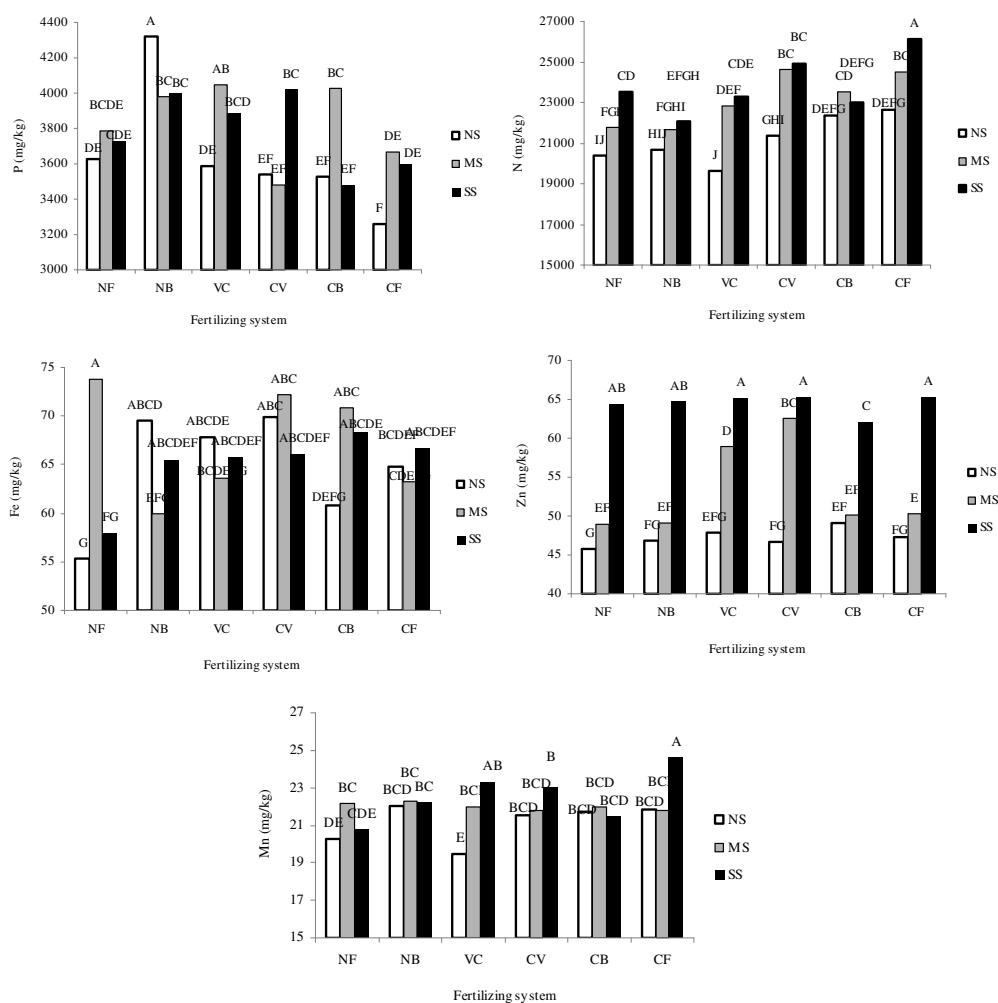 4400
4200
4000
3800
3600
3400
3200
3000
P (mg/kg)
A
BC BC
AB
BCD
BC
BC
BCDE
DE CDE
DE
EF EF
EF EF
DE DE
F
NS
MS
SS
NF NB VC CV CB CF
Fertilizing system
27000
25000
23000
21000
19000
17000
15000
N (mg/kg)
A
BC
BC
BC
CD
EFGH
CDE
DEFG
CD
DEF
IJ
FGHI
HIJ
J
GHI
DEFG
DEFG
NS
MS
SS
NF NB VC CV CB CF
Fertilizing system
75
70
65
60
55
50
Fe (mg/kg)
A
ABC
ABC
ABCD
ABCDE
ABC
ABCDE
ABCDEF
ABCDEF
ABCDEF
BCDEF
ABCDEF
DEFG
FG
G
NS
MS
SS
NF NB VC CV CB CF
Fertilizing system
70
65
60
55
50
45
40
Zn (mg/kg)
AB AB A A A
BC
C
D
EF EF EFG FG EF EF E
G FG FG
NS
MS
SS
NF NB VC CV CB CF
Fertilizing system
27
25
23
21
19
17
15
Mn (mg/kg)
A
B
AB
BC
BC
BCD BC
BCD
BCD
BCD
BCD
BCD
BCD
DE CDE
E
NS
MS
SS
NF NB VC CV CB CF
Fertilizing system